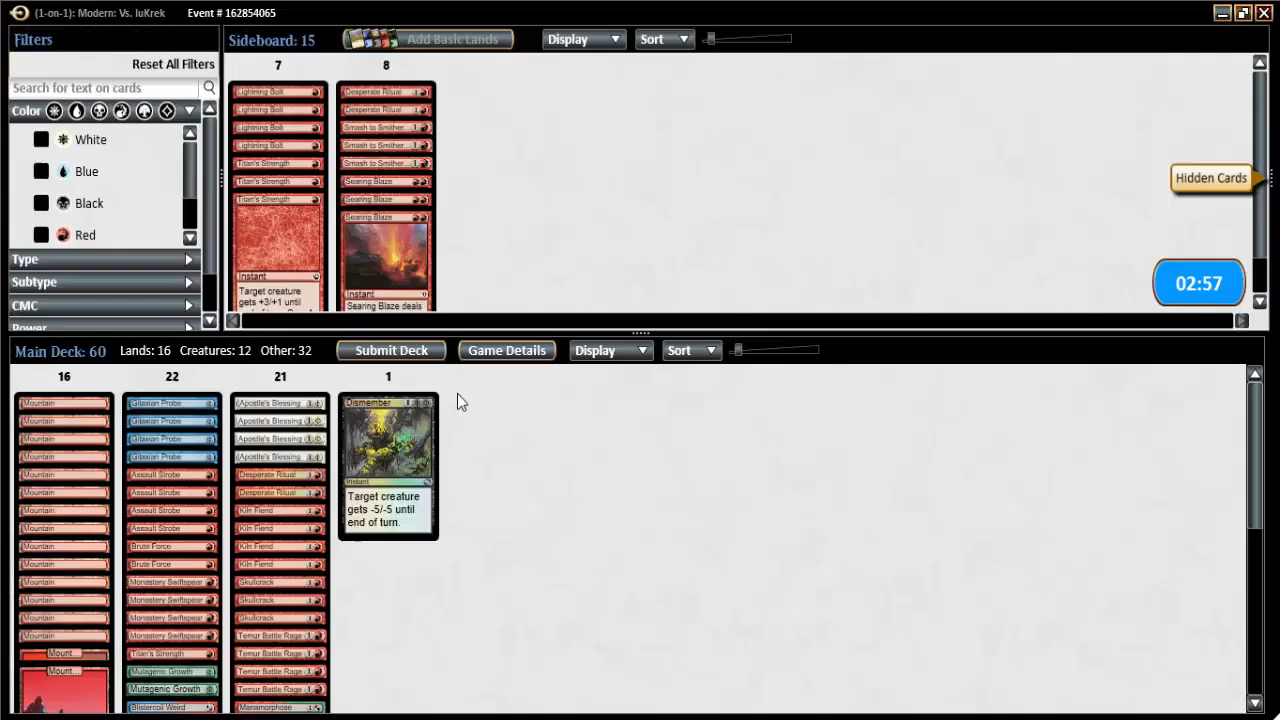 (1-on-1): Modern: Vs. luKrek Event # 162854065
Filters
Reset All Filters
Search for text on cards
Color
White
Blue
Black
Red
Type
Subtype
CMC
Power
Sideboard: 15
Add Basic Lands
Display
Sort
7
8
Lightning Bolt
Lightning Bolt
Lightning Bolt
Lightning Bolt
Titan's Strength
Titan's Strength
Titan's Strength
Instant
Target creature
gets +3/+1 until
Desperate Ritual
Desperate Ritual
Smash to Smither...
Smash to Smither...
Smash to Smither...
Searing Blaze
Searing Blaze
Searing Blaze
Instant
Searing Blaze deals
Hidden Cards
02:57
Main Deck: 60
Lands: 16 Creatures: 12 Other: 32
Submit Deck
Game Details
Display
Sort
16
22
21
1
Mountain
Mountain
Mountain
Mountain
Mountain
Mountain
Mountain
Mountain
Mountain
Mountain
Mountain
Mountain
Mountain
Mountain
Mount...
Mount...
Gitaxian Probe
Gitaxian Probe
Gitaxian Probe
Gitaxian Probe
Assault Strobe
Assault Strobe
Assault Strobe
Assault Strobe
Brute Force
Brute Force
Monastery Swiftspear
Monastery Swiftspear
Monastery Swiftspear
Monastery Swiftspear
Titan's Strength
Mutagenic Growth
Mutagenic Growth
Blistercoil Weird
Apostle's Blessing
Apostle's Blessing
Apostle's Blessing
Apostle's Blessing
Desperate Ritual
Desperate Ritual
Kiln Fiend
Kiln Fiend
Kiln Fiend
Kiln Fiend
Skullcrack
Skullcrack
Skullcrack
Temur Battle Rage
Temur Battle Rage
Temur Battle Rage
Temur Battle Rage
Manamorphose
Dismember
Instant
Target creature
gets -5/-5 until
end of turn.